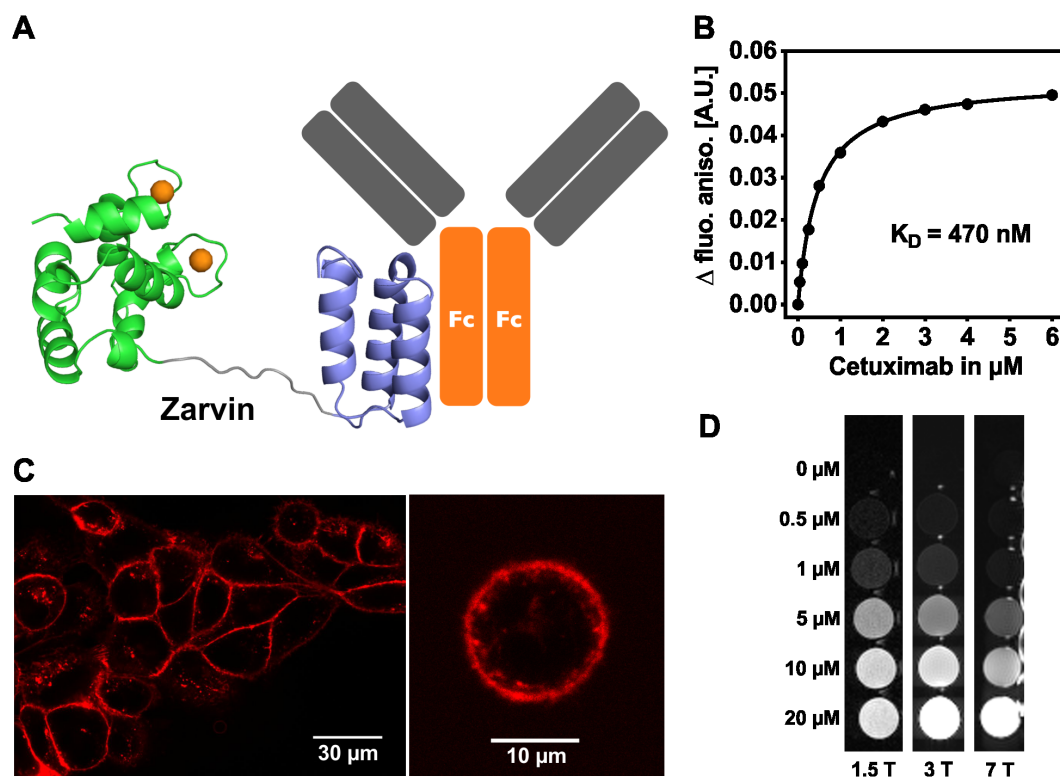 A
Fc Fc
Zarvin
B
Δ fluo. aniso. [A.U.]
0.06
0.05
0.04
0.03
0.02
0.01
0.00
K_D = 470 nM
0 1 2 3 4 5 6
Cetuximab in µM
C
30 µm
10 µm
D
0 µM
0.5 µM
1 µM
5 µM
10 µM
20 µM
1.5 T 3 T 7 T